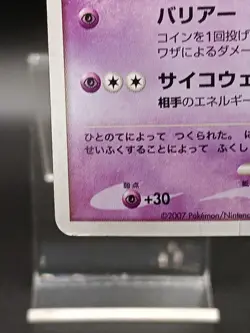 バリアー
コインを1回投げ
ワザによるダメー
サイコウェ
相手のエネルギー
ひとのてによって つくられた。 に
せいふくすることによって ふくし
弱点
+30
©2007 Pokémon/Nintend